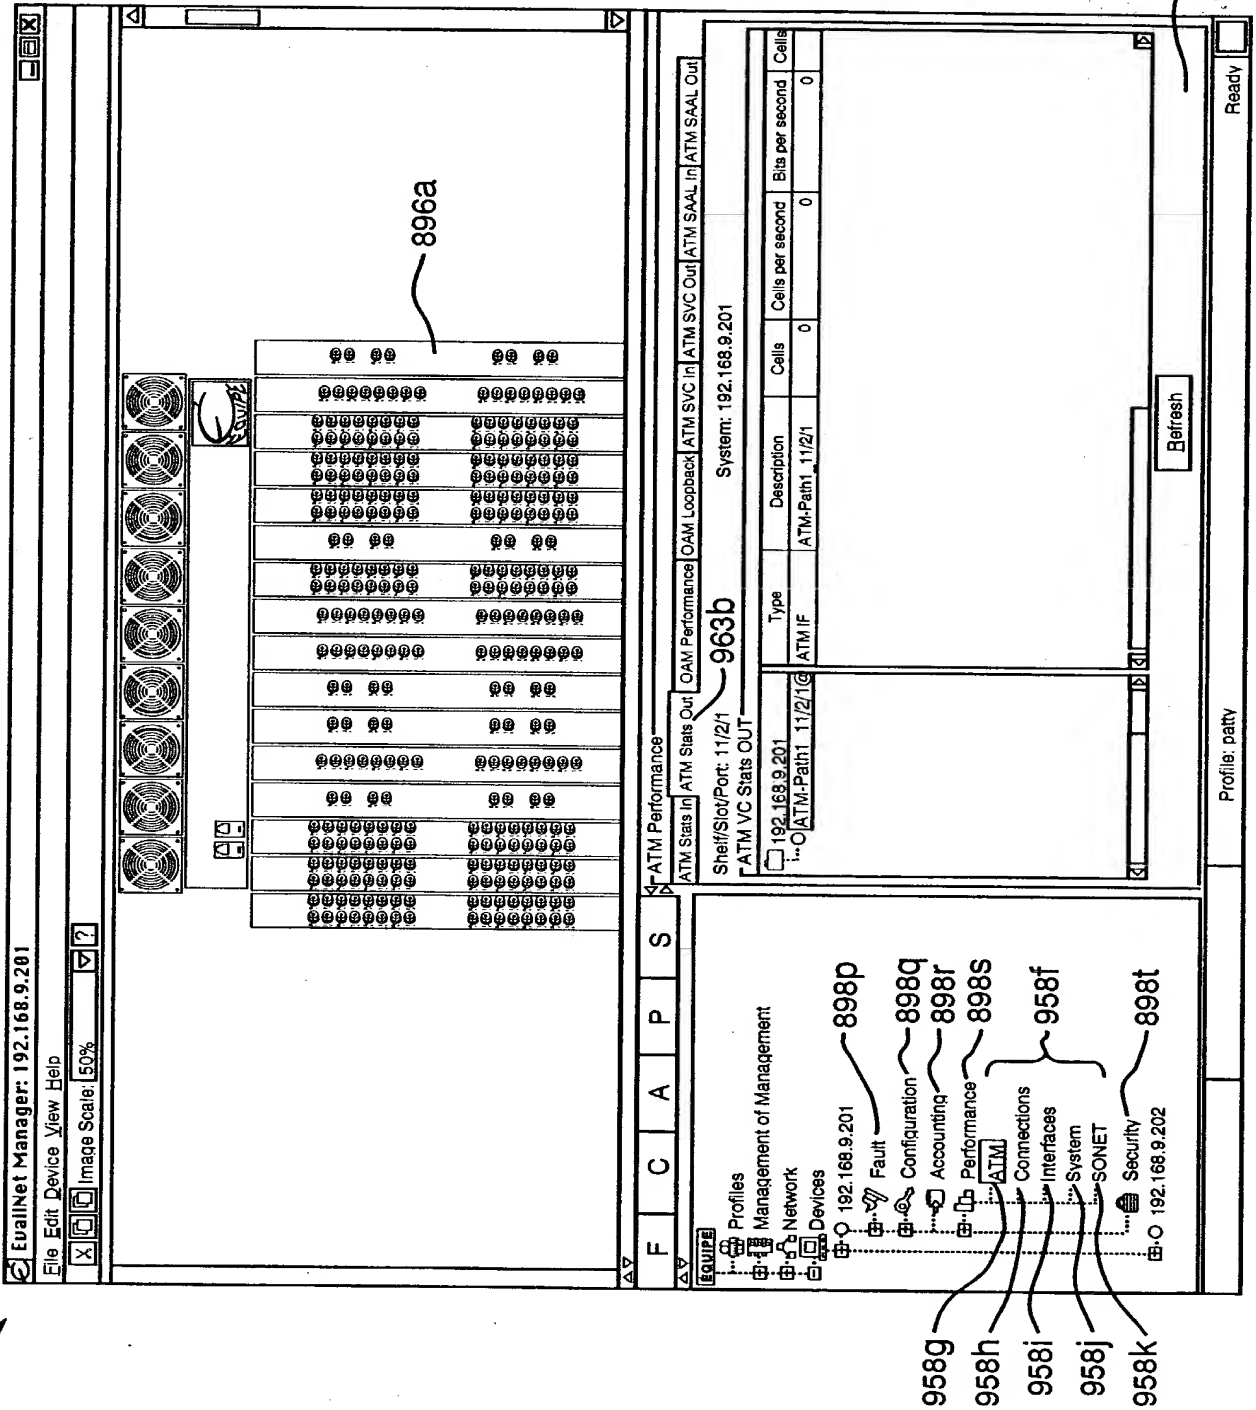 EuallNet Manager: 192.168.9.201
File Edit Device View Help
X Image Scale: 50% ?
EQUIPE
896a
F C A P S
EQUIPE
Profiles
Management of Management
Network
Devices
192.168.9.201
Fault
Configuration
Accounting
Performance
ATM
Connections
Interfaces
System
SONET
Security
192.168.9.202
898p
898q
898r
898s
958f
898t
958g
958h
958i
958j
958k
ATM Performance
ATM Stats In ATM Stats Out OAM Performance OAM Loopback ATM SVC In ATM SVC Out ATM SAAL In ATM SAAL Out
963b
Shelf/Slot/Port: 11/2/1 System: 192.168.9.201
ATM VC Stats OUT
192.168.9.201
ATM-Path1_11/2/1@
Type Description Cells Cells per second Bits per second Cells
ATM IF ATM-Path1_11/2/1 0 0 0
Refresh
Profile: patty
Ready